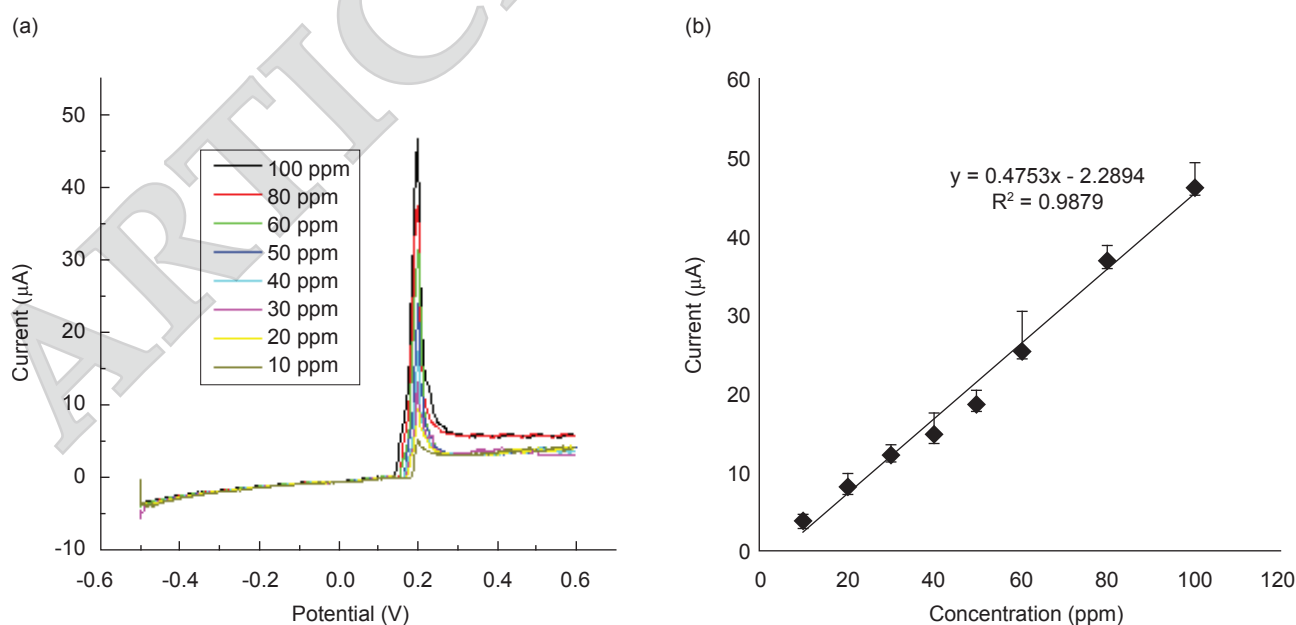 (a)
ARTIC
50
40
30
20
10
0
-10
-0.6
-0.4
-0.2
0.0
0.2
0.4
0.6
Current (μA)
Potential (V)
100 ppm
80 ppm
60 ppm
50 ppm
40 ppm
30 ppm
20 ppm
10 ppm
(b)
60
50
40
30
20
10
0
0
20
40
60
80
100
120
Current (μA)
Concentration (ppm)
y = 0.4753x - 2.2894
R² = 0.9879